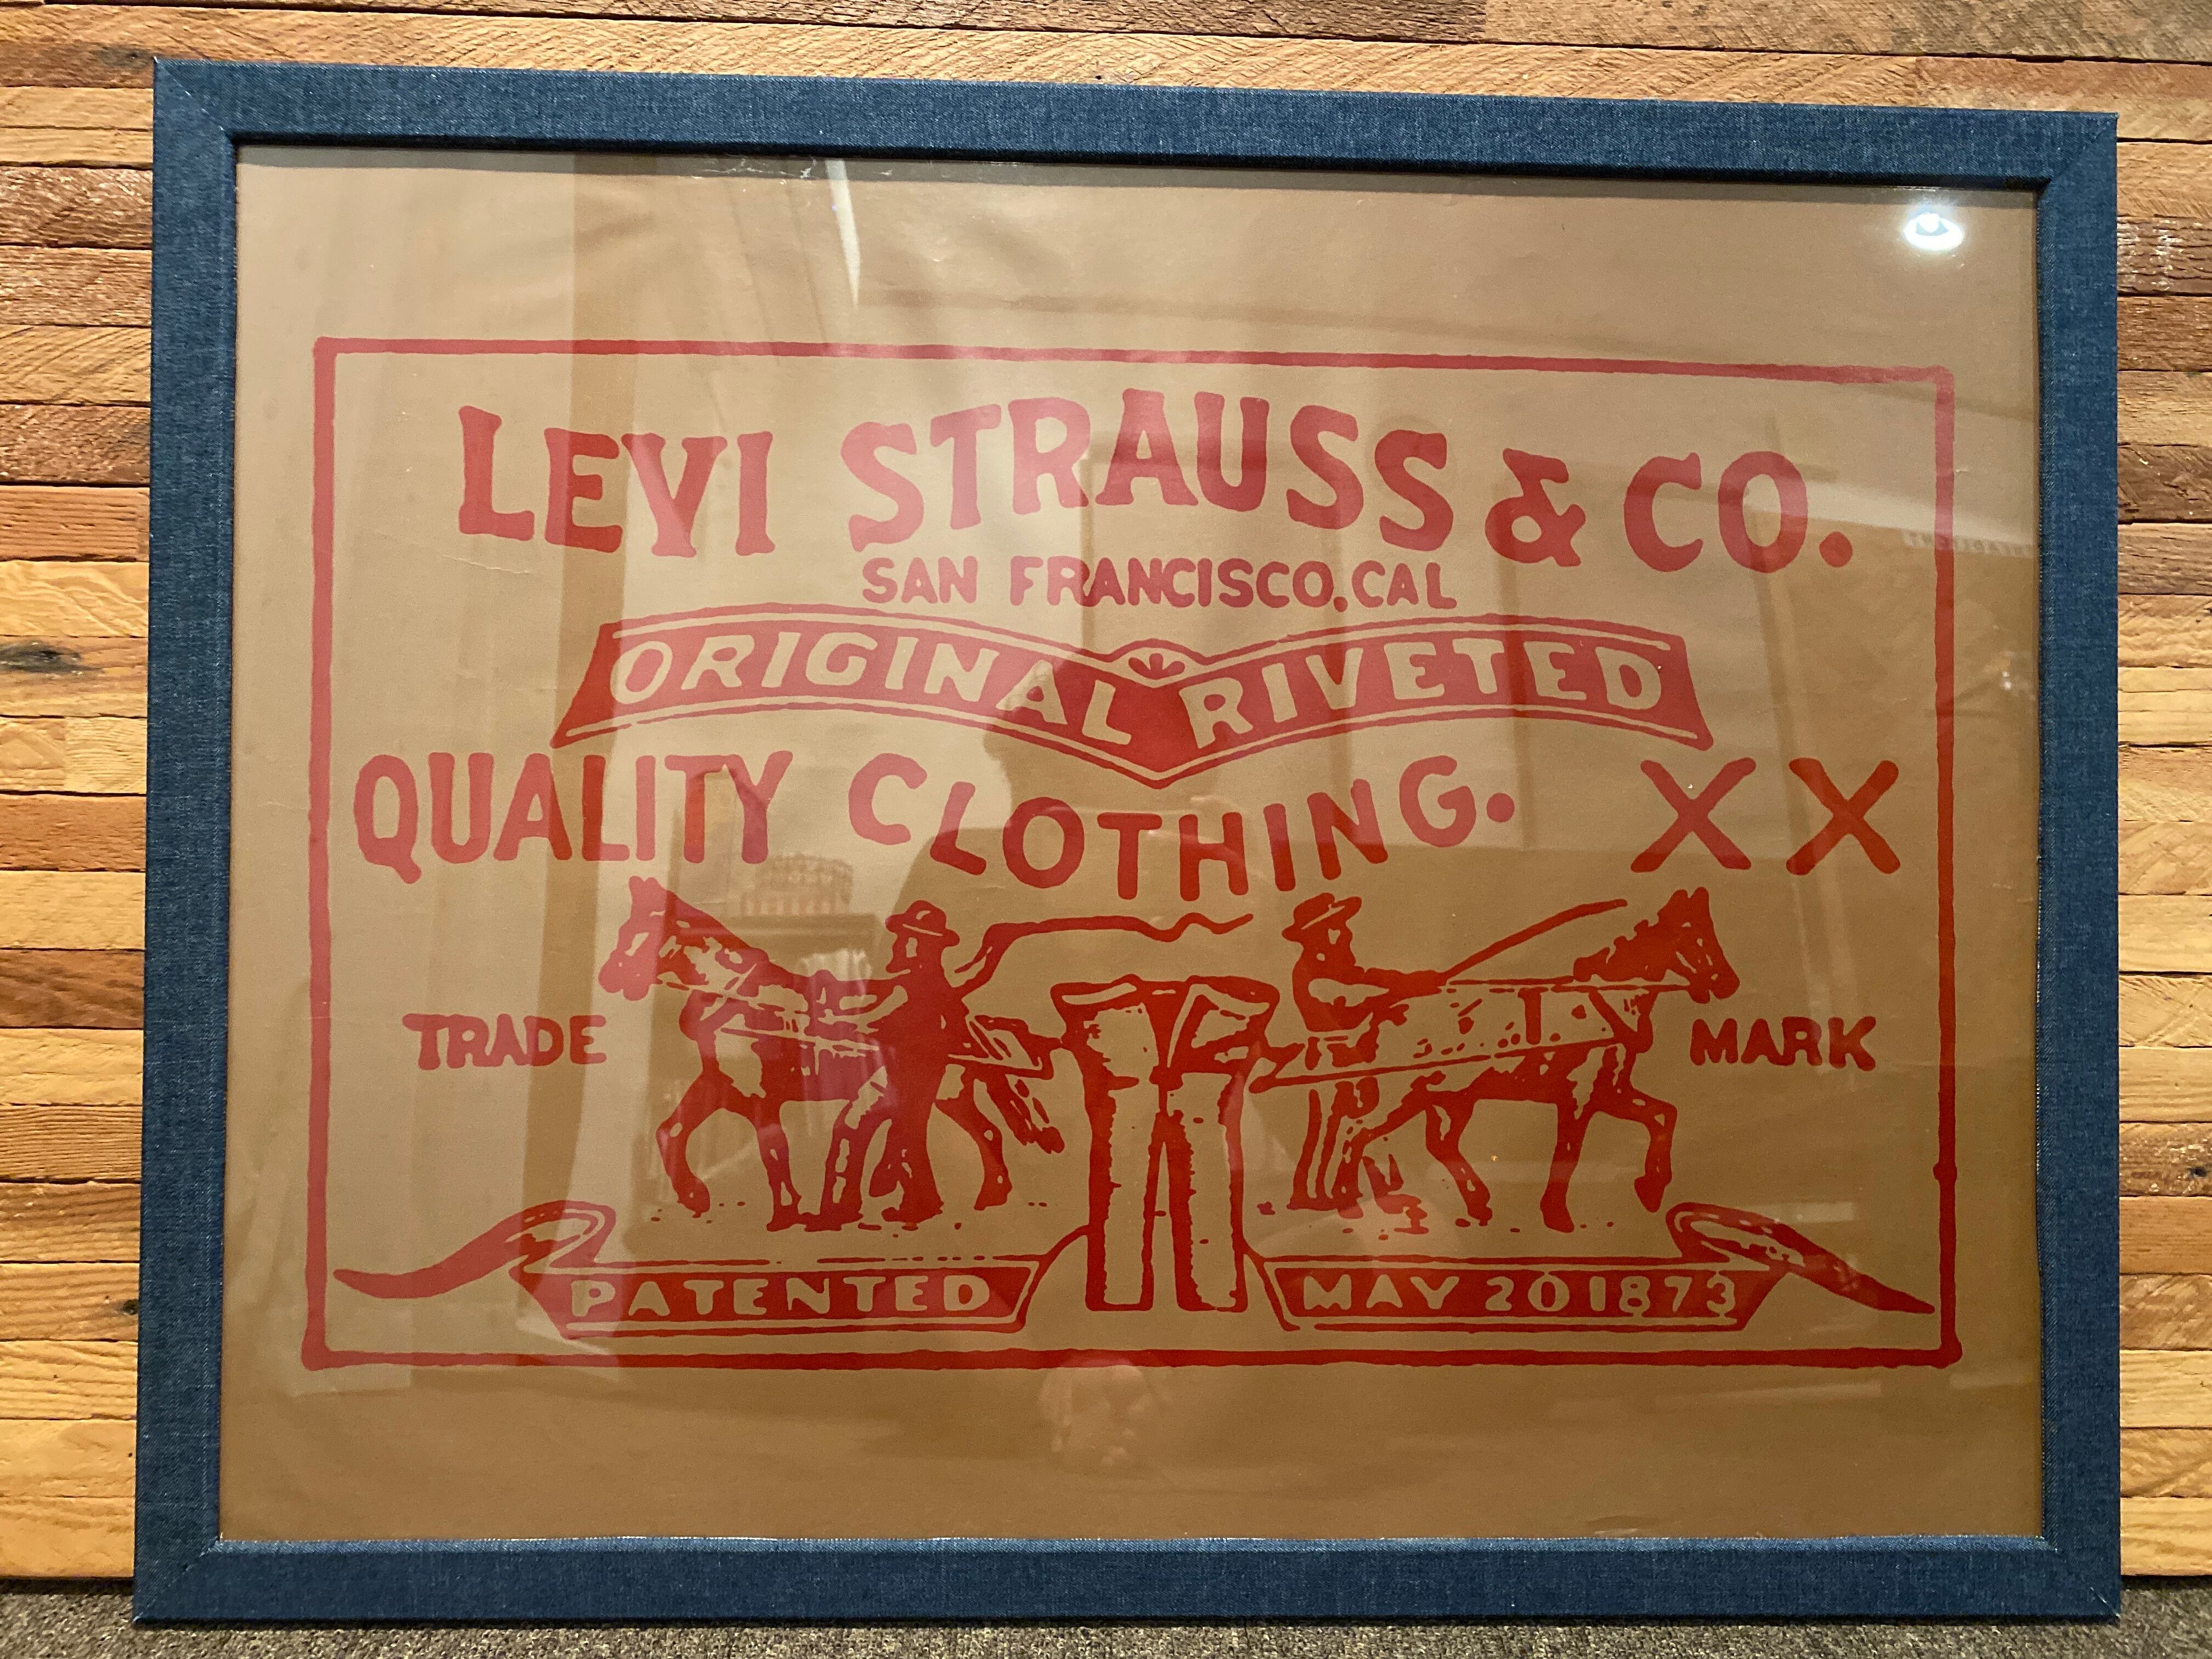 LEVI STRAUSS & CO.
SAN FRANCISCO, CAL
ORIGINAL RIVETED
QUALITY CLOTHING. XX
TRADE MARK
PATENTED MAY 20 1873